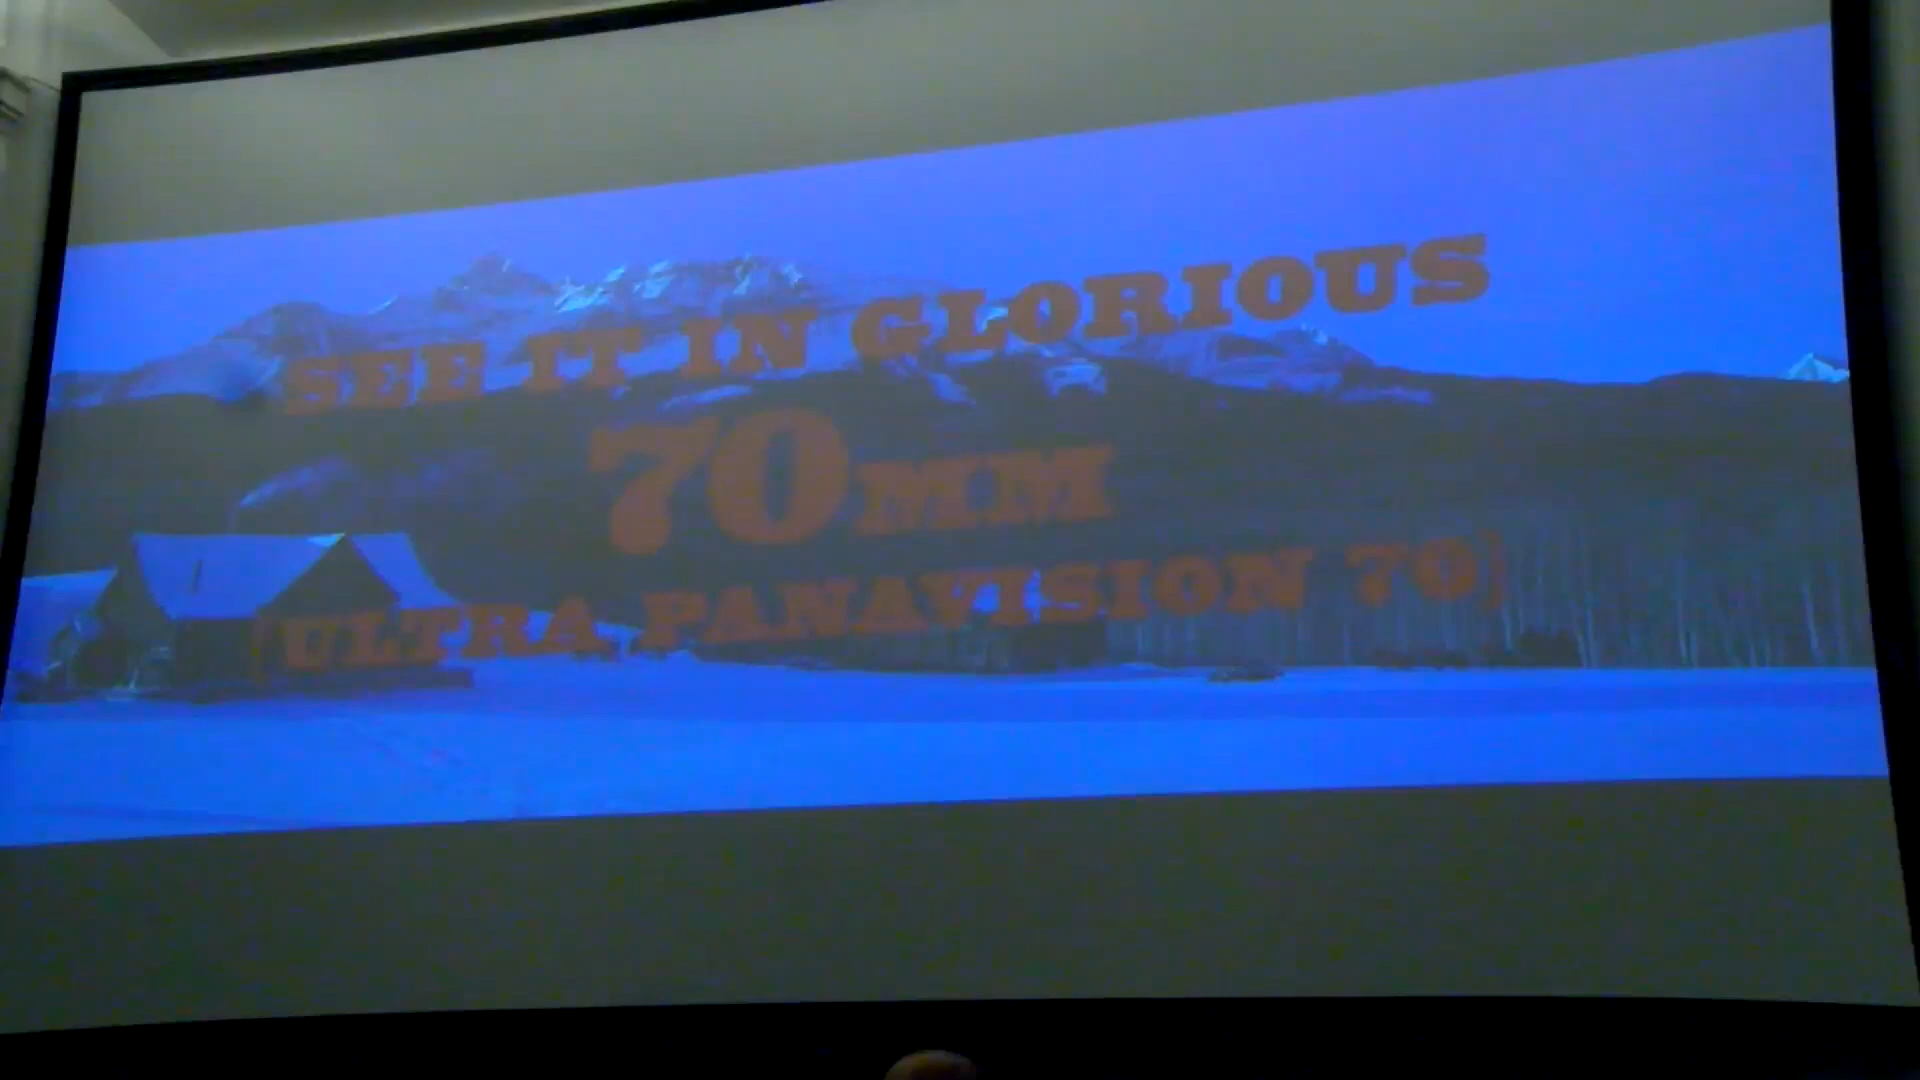 SEE IT IN GLORIOUS
70MM
(ULTRA PANAVISION 70)